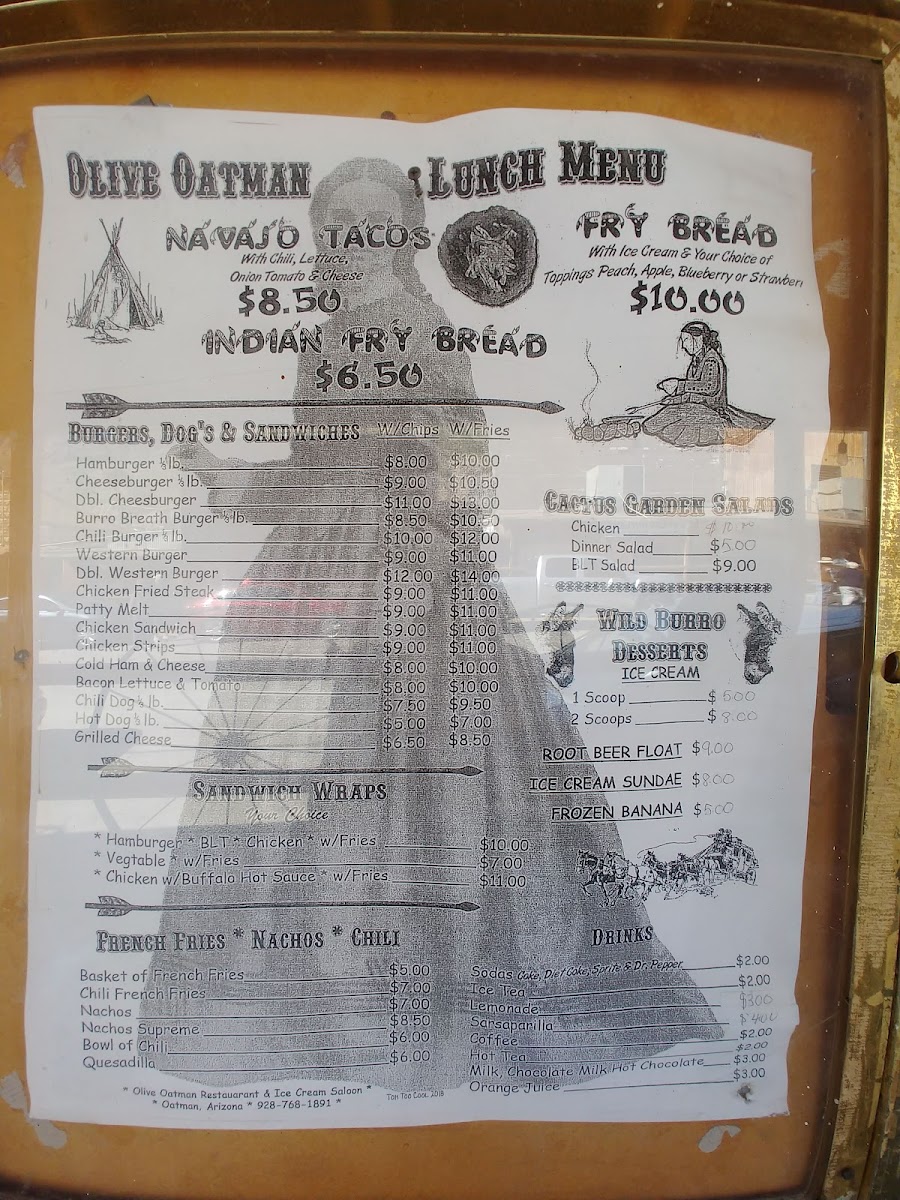 OLIVE OATMAN LUNCH MENU
NAVAJO TACOS
With Chili, Lettuce,
Onion Tomato & Cheese
$8.50
FRY BREAD
With Ice Cream & Your Choice of
Toppings Peach, Apple, Blueberry or Strawberi
$10.00
INDIAN FRY BREAD
$6.50
BURGERS, DOG'S & SANDWICHES W/Chips W/Fries
Hamburger ⅓lb. $8.00 $10.00
Cheeseburger ⅓lb. $9.00 $10.50
Dbl. Cheesburger $11.00 $13.00
Burro Breath Burger ⅓lb. $8.50 $10.50
Chili Burger ⅓lb. $10.00 $12.00
Western Burger $9.00 $11.00
Dbl. Western Burger $12.00 $14.00
Chicken Fried Steak $9.00 $11.00
Patty Melt $9.00 $11.00
Chicken Sandwich $9.00 $11.00
Chicken Strips $9.00 $11.00
Cold Ham & Cheese $8.00 $10.00
Bacon Lettuce & Tomato $8.00 $10.00
Chili Dog lb. $7.50 $9.50
Hot Dog lb. $5.00 $7.00
Grilled Cheese $6.50 $8.50
CACTUS GARDEN SALADS
Chicken
Dinner Salad $5.00
BLT Salad $9.00
WILD BURRO
DESSERTS
ICE CREAM
1 Scoop $ 5.00
2 Scoops $ 8.00
ROOT BEER FLOAT $9.00
ICE CREAM SUNDAE $8.00
FROZEN BANANA $5.00
SANDWICH WRAPS
Your Choice
* Hamburger * BLT * Chicken * w/Fries $10.00
* Vegtable * w/Fries $7.00
* Chicken w/Buffalo Hot Sauce * w/Fries $11.00
FRENCH FRIES * NACHOS * CHILI
Basket of French Fries $5.00
Chili French Fries $7.00
Nachos $7.00
Nachos Supreme $8.50
Bowl of Chili $6.00
Quesadilla $6.00
DRINKS
Sodas Coke, Diet Coke, Sprite & Dr. Pepper $2.00
Ice Tea $2.00
Lemonade $3.00
Sarsaparilla $4.00
Coffee $2.00
Hot Tea $2.00
Milk, Chocolate Milk Hot Chocolate $3.00
Orange Juice $3.00
* Olive Oatman Restauarant & Ice Cream Saloon *
* Oatman, Arizona * 928-768-1891 *
Tom Too Cool 2018